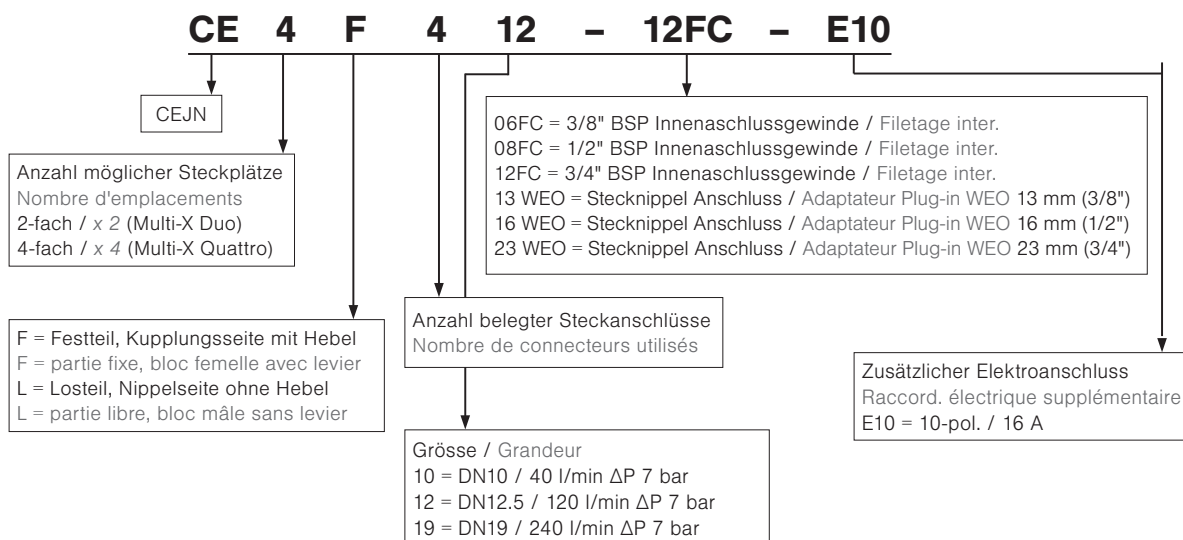 CE 4 F 4 12 – 12FC – E10
CEJN
Anzahl möglicher Steckplätze
Nombre d'emplacements
2-fach / x 2 (Multi-X Duo)
4-fach / x 4 (Multi-X Quattro)
06FC = 3/8" BSP Innenaschlussgewinde / Filetage inter.
08FC = 1/2" BSP Innenaschlussgewinde / Filetage inter.
12FC = 3/4" BSP Innenaschlussgewinde / Filetage inter.
13 WEO = Stecknippel Anschluss / Adaptateur Plug-in WEO 13 mm (3/8")
16 WEO = Stecknippel Anschluss / Adaptateur Plug-in WEO 16 mm (1/2")
23 WEO = Stecknippel Anschluss / Adaptateur Plug-in WEO 23 mm (3/4")
F = Festteil, Kupplungsseite mit Hebel
F = partie fixe, bloc femelle avec levier
L = Losteil, Nippelseite ohne Hebel
L = partie libre, bloc mâle sans levier
Anzahl belegter Steckanschlüsse
Nombre de connecteurs utilisés
Zusätzlicher Elektroanschluss
Raccord. électrique supplémentaire
E10 = 10-pol. / 16 A
Grösse / Grandeur
10 = DN10 / 40 l/min ΔP 7 bar
12 = DN12.5 / 120 l/min ΔP 7 bar
19 = DN19 / 240 l/min ΔP 7 bar